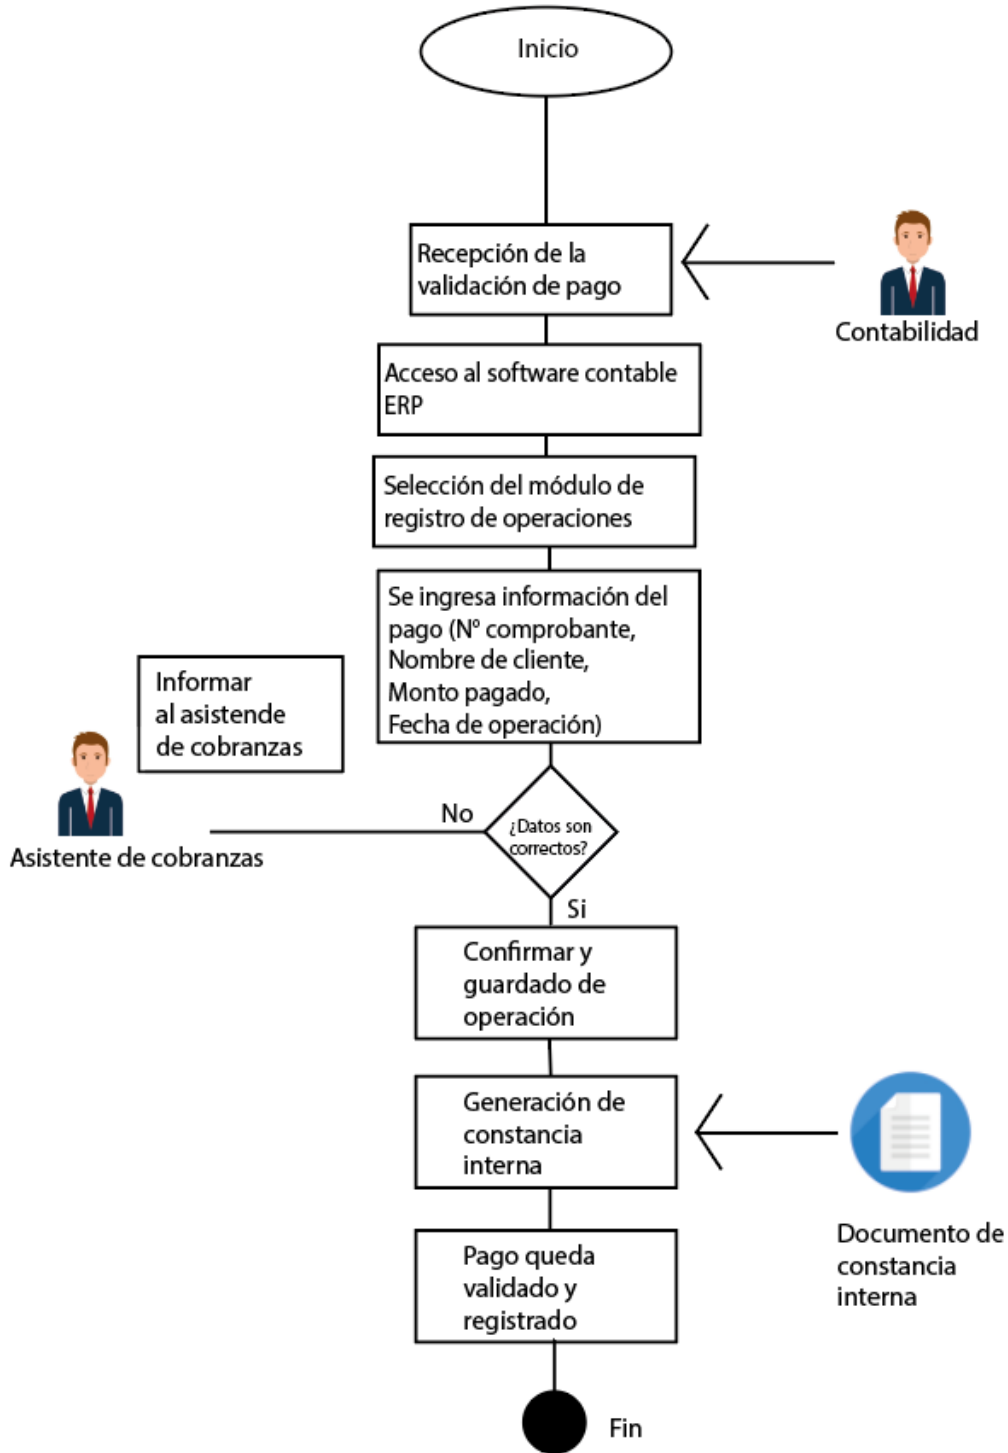 Inicio
Recepción de la
validación de pago
Contabilidad
Acceso al software contable
ERP
Selección del módulo de
registro de operaciones
Se ingresa información del
pago (N° comprobante,
Nombre de cliente,
Monto pagado,
Fecha de operación)
Informar
al asistende
de cobranzas
Asistente de cobranzas
No
¿Datos son
correctos?
Si
Confirmar y
guardado de
operación
Generación de
constancia
interna
Documento de
constancia
interna
Pago queda
validado y
registrado
Fin